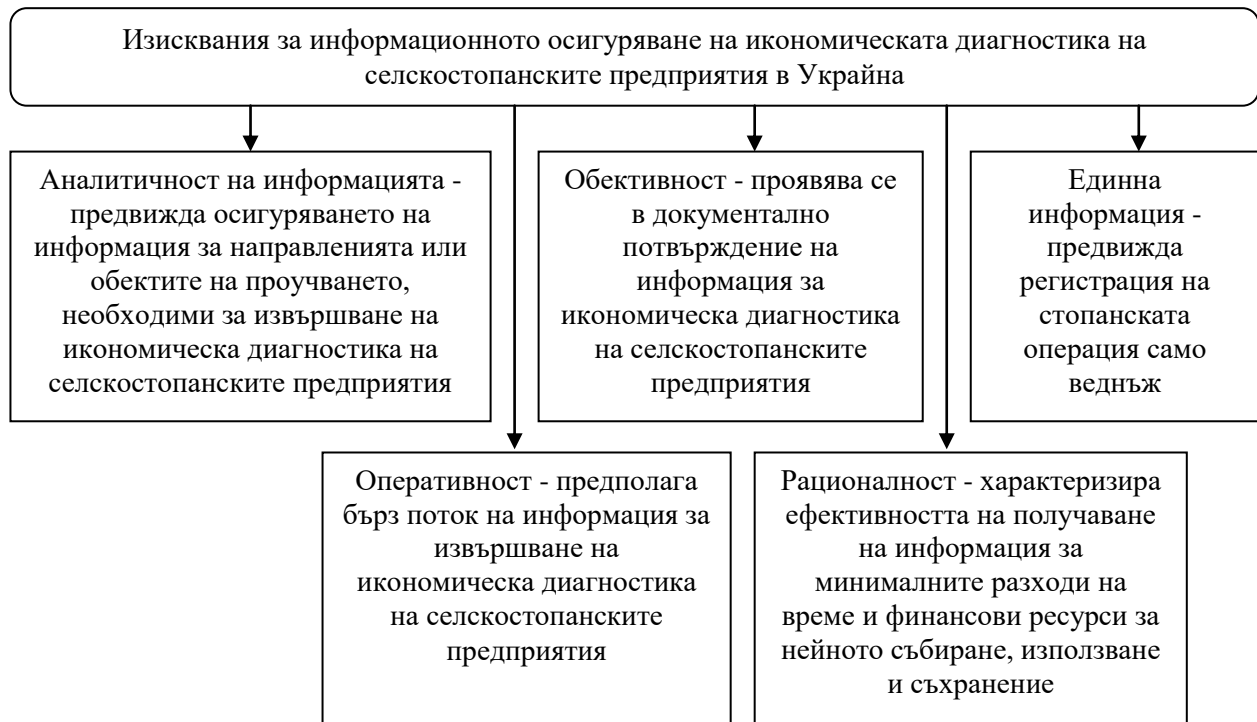 Изисквания за информационното осигуряване на икономическата диагностика на
селскостопанските предприятия в Украйна
Аналитичност на информацията -
предвижда осигуряването на
информация за направленията или
обектите на проучването,
необходими за извършване на
икономическа диагностика на
селскостопанските предприятия
Обективност - проявява се
в документално
потвърждение на
информация за
икономическа диагностика
на селскостопанските
предприятия
Единна
информация -
предвижда
регистрация на
стопанската
операция само
веднъж
Оперативност - предполага
бърз поток на информация за
извършване на
икономическа диагностика
на селскостопанските
предприятия
Рационалност - характеризира
ефективността на получаване
на информация за
минималните разходи на
време и финансови ресурси за
нейното събиране, използване
и съхранение